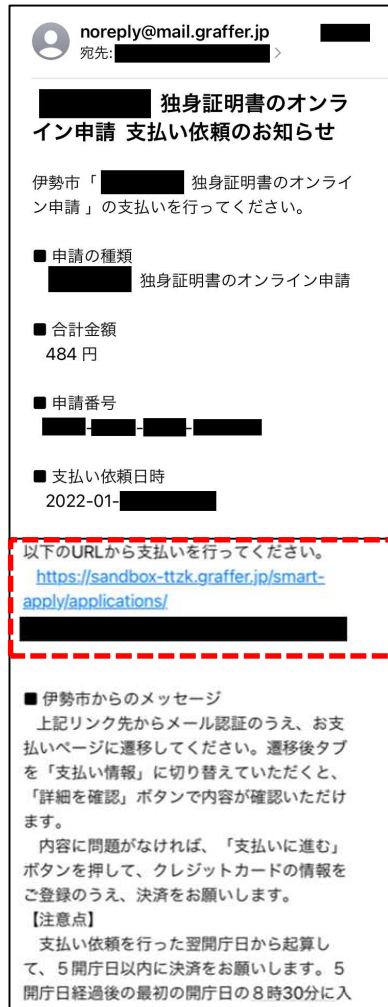 noreply@mail.graffer.jp
宛先:
独身証明書のオンラ
イン申請 支払い依頼のお知らせ
伊勢市「 独身証明書のオンライ
ン申請 」の支払いを行ってください。
■ 申請の種類
独身証明書のオンライン申請
■ 合計金額
484 円
■ 申請番号
- - -
■ 支払い依頼日時
2022-01-
以下のURLから支払いを行ってください。
https://sandbox-ttzk.graffer.jp/smart-
apply/applications/
■ 伊勢市からのメッセージ
上記リンク先からメール認証のうえ、お支
払いページに遷移してください。遷移後タブ
を「支払い情報」に切り替えていただくと、
「詳細を確認」ボタンで内容が確認いただけ
ます。
内容に問題がなければ、「支払いに進む」
ボタンを押して、クレジットカードの情報を
ご登録のうえ、決済をお願いします。
【注意点】
支払い依頼を行った翌開庁日から起算し
て、５開庁日以内に決済をお願いします。５
開庁日経過後の最初の開庁日の８時30分に入